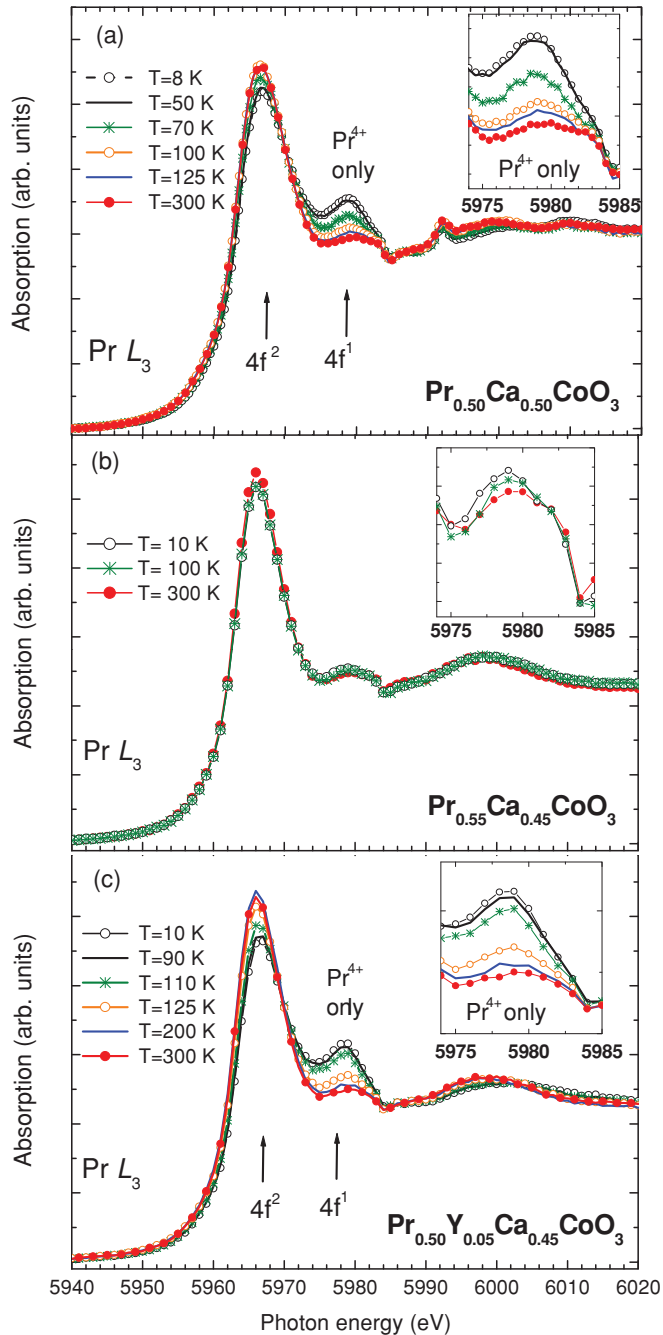 (a)
T=8 K
T=50 K
T=70 K
T=100 K
T=125 K
T=300 K
Pr⁴⁺
only
Pr⁴⁺ only
5975 5980 5985
Absorption (arb. units)
Pr L₃
4f² 4f¹
Pr₀.₅₀Ca₀.₅₀CoO₃
(b)
T= 10 K
T= 100 K
T= 300 K
5975 5980 5985
Absorption (arb. units)
Pr L₃
Pr₀.₅₅Ca₀.₄₅CoO₃
(c)
T=10 K
T=90 K
T=110 K
T=125 K
T=200 K
T=300 K
Pr⁴⁺
only
Pr⁴⁺ only
5975 5980 5985
Absorption (arb. units)
Pr L₃
4f² 4f¹
Pr₀.₅₀Y₀.₀₅Ca₀.₄₅CoO₃
5940 5950 5960 5970 5980 5990 6000 6010 6020
Photon energy (eV)